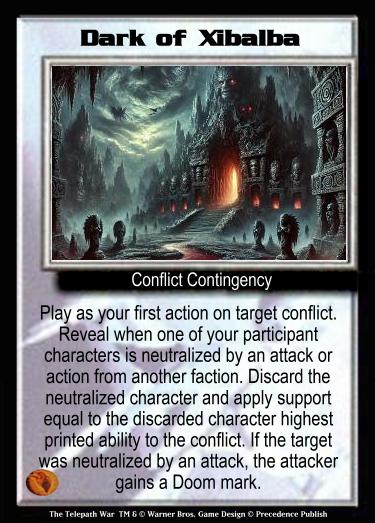 Dark of Xibalba
Conflict Contingency
Play as your first action on target conflict.
Reveal when one of your participant
characters is neutralized by an attack or
action from another faction. Discard the
neutralized character and apply support
equal to the discarded character highest
printed ability to the conflict. If the target
was neutralized by an attack, the attacker
gains a Doom mark.
The Telepath War TM & © Warner Bros. Game Design © Precedence Publish